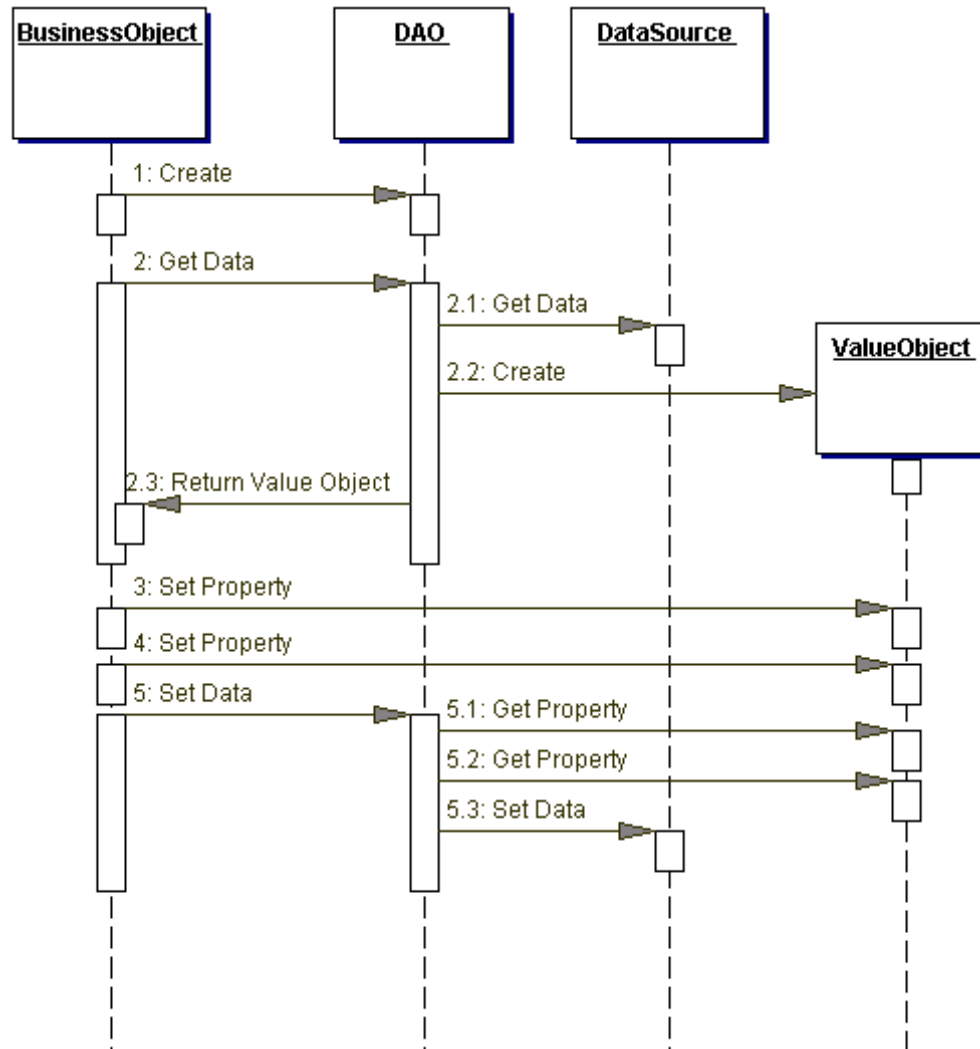 BusinessObject
DAO
DataSource
1: Create
2: Get Data
2.1: Get Data
ValueObject
2.2: Create
2.3: Return Value Object
3: Set Property
4: Set Property
5: Set Data
5.1: Get Property
5.2: Get Property
5.3: Set Data